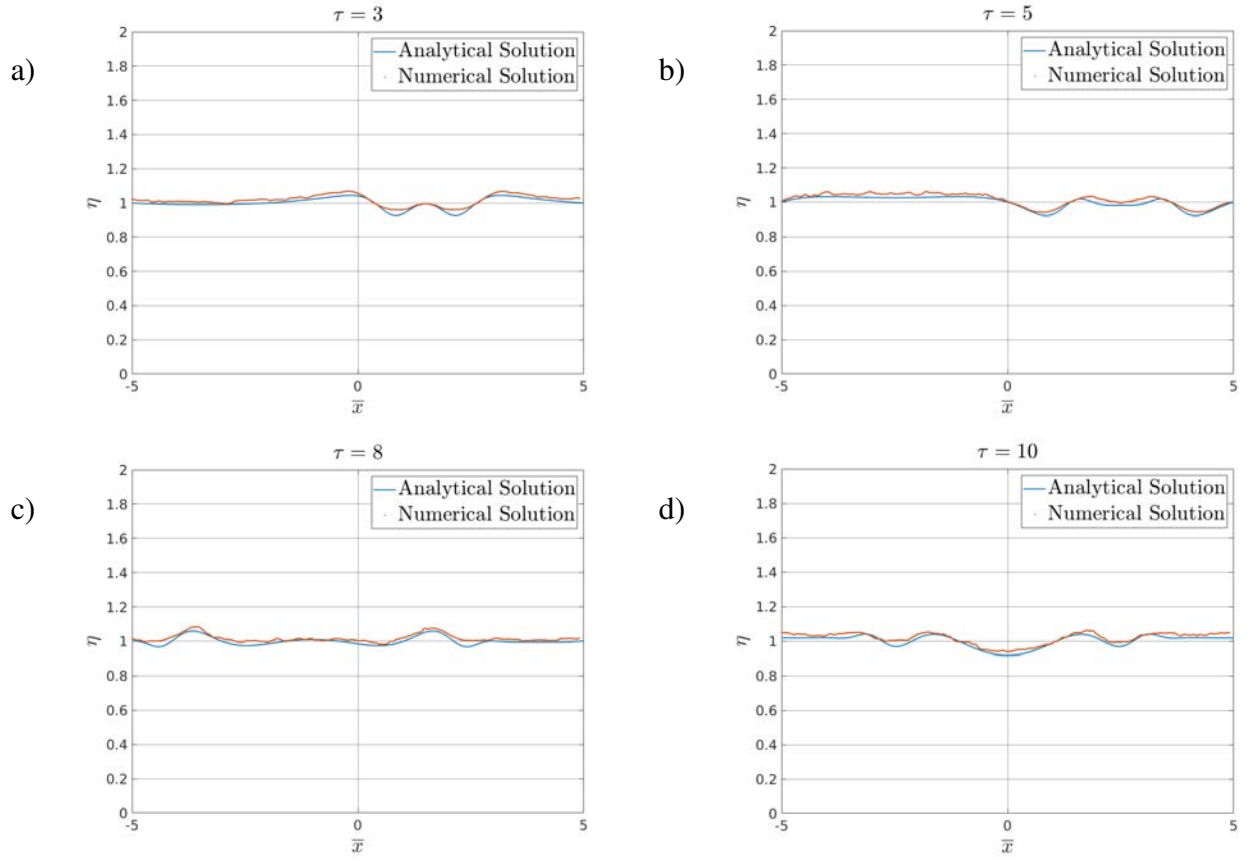 a)
τ = 3
2
1.8
1.6
1.4
1.2
1
0.8
0.6
0.4
0.2
0
η
-5 0 5
x̅
Analytical Solution
Numerical Solution
b)
τ = 5
2
1.8
1.6
1.4
1.2
1
0.8
0.6
0.4
0.2
0
η
-5 0 5
x̅
Analytical Solution
Numerical Solution
c)
τ = 8
2
1.8
1.6
1.4
1.2
1
0.8
0.6
0.4
0.2
0
η
-5 0 5
x̅
Analytical Solution
Numerical Solution
d)
τ = 10
2
1.8
1.6
1.4
1.2
1
0.8
0.6
0.4
0.2
0
η
-5 0 5
x̅
Analytical Solution
Numerical Solution